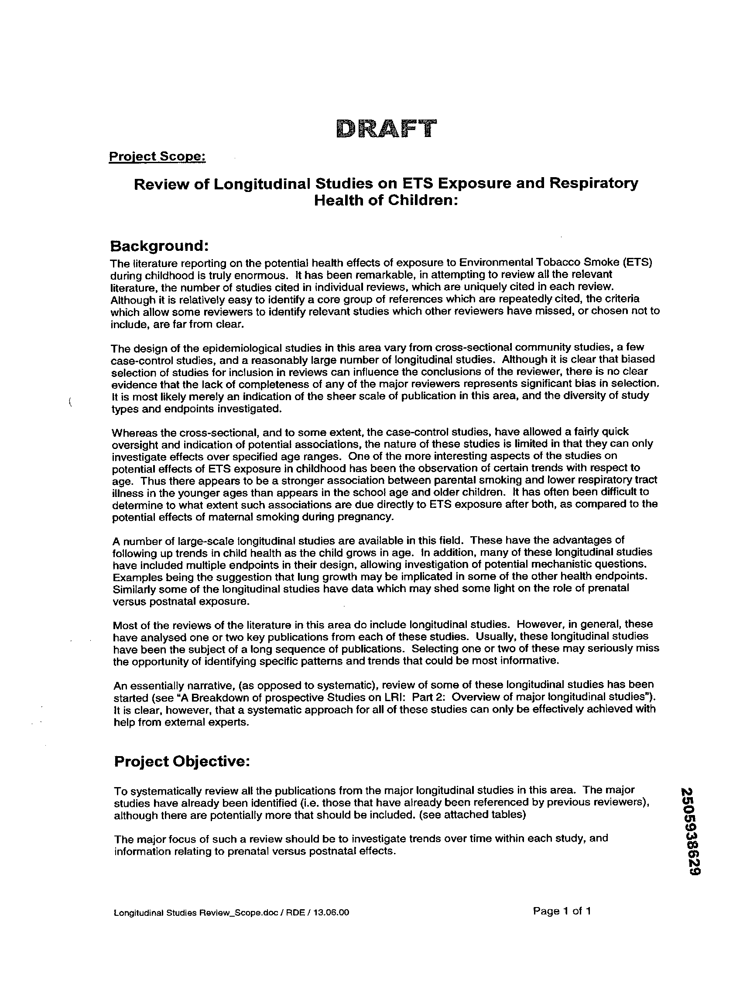 DRAFT
Project Scope:
Review of Longitudinal Studies on ETS Exposure and Respiratory
Health of Children:
Background:
The literature reporting on the potential health effects of exposure to Environmental Tobacco Smoke (ETS)
during childhood is truly enormous. It has been remarkable, in attempting to review all the relevant
literature, the number of studies cited in individual reviews, which are uniquely cited in each review.
Although it is relatively easy to identify a core group of references which are repeatedly cited, the criteria
which allow some reviewers to identify relevant studies which other reviewers have missed, or chosen not to
include, are far from clear.
The design of the epidemiological studies in this area vary from cross-sectional community studies, a few
case-control studies, and a reasonably large number of longitudinal studies. Although it is clear that biased
selection of studies for inclusion in reviews can influence the conclusions of the reviewer, there is no clear
evidence that the lack of completeness of any of the major reviewers represents significant bias in selection.
It is most likely merely an indication of the sheer scale of publication in this area, and the diversity of study
types and endpoints investigated.
Whereas the cross-sectional, and to some extent, the case-control studies, have allowed a fairly quick
oversight and indication of potential associations, the nature of these studies is limited in that they can only
investigate effects over specified age ranges. One of the more interesting aspects of the studies on
potential effects of ETS exposure in childhood has been the observation of certain trends with respect to
age. Thus there appears to be a stronger association between parental smoking and lower respiratory tract
illness in the younger ages than appears in the school age and older children. It has often been difficult to
determine to what extent such associations are due directly to ETS exposure after both, as compared to the
potential effects of maternal smoking during pregnancy.
A number of large-scale longitudinal studies are available in this field. These have the advantages of
following up trends in child health as the child grows in age. In addition, many of these longitudinal studies
have included multiple endpoints in their design, allowing investigation of potential mechanistic questions.
Examples being the suggestion that lung growth may be implicated in some of the other health endpoints.
Similarly some of the longitudinal studies have data which may shed some light on the role of prenatal
versus postnatal exposure.
Most of the reviews of the literature in this area do include longitudinal studies. However, in general, these
have analysed one or two key publications from each of these studies. Usually, these longitudinal studies
have been the subject of a long sequence of publications. Selecting one or two of these may seriously miss
the opportunity of identifying specific patterns and trends that could be most informative.
An essentially narrative, (as opposed to systematic), review of some of these longitudinal studies has been
started (see "A Breakdown of prospective Studies on LRI: Part 2: Overview of major longitudinal studies").
It is clear, however, that a systematic approach for all of these studies can only be effectively achieved with
help from external experts.
Project Objective:
To systematically review all the publications from the major longitudinal studies in this area. The major
studies have already been identified (i.e. those that have already been referenced by previous reviewers),
although there are potentially more that should be included. (see attached tables)
The major focus of such a review should be to investigate trends over time within each study, and
information relating to prenatal versus postnatal effects.
2505938629
Longitudinal Studies Review_Scope.doc / RDE / 13.06.00
Page 1 of 1